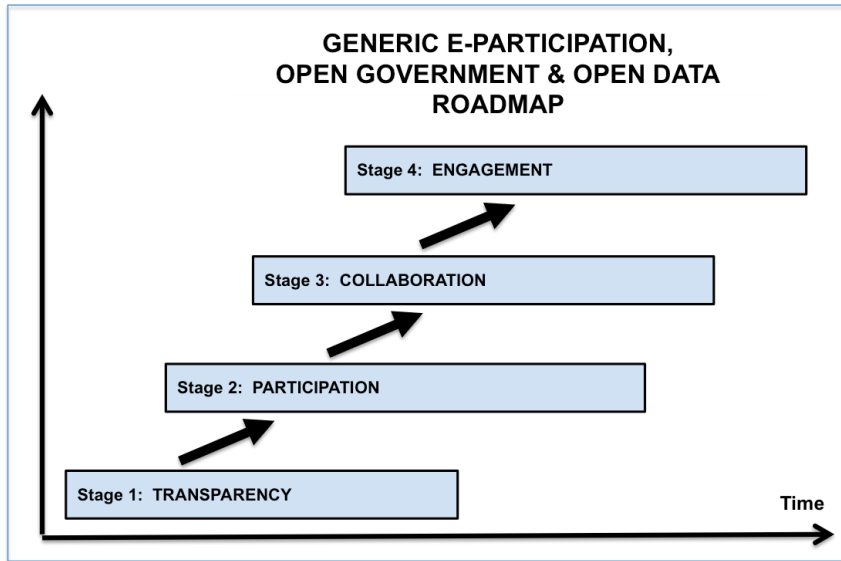 GENERIC E-PARTICIPATION,
OPEN GOVERNMENT & OPEN DATA
ROADMAP
Stage 4: ENGAGEMENT
Stage 3: COLLABORATION
Stage 2: PARTICIPATION
Stage 1: TRANSPARENCY
Time